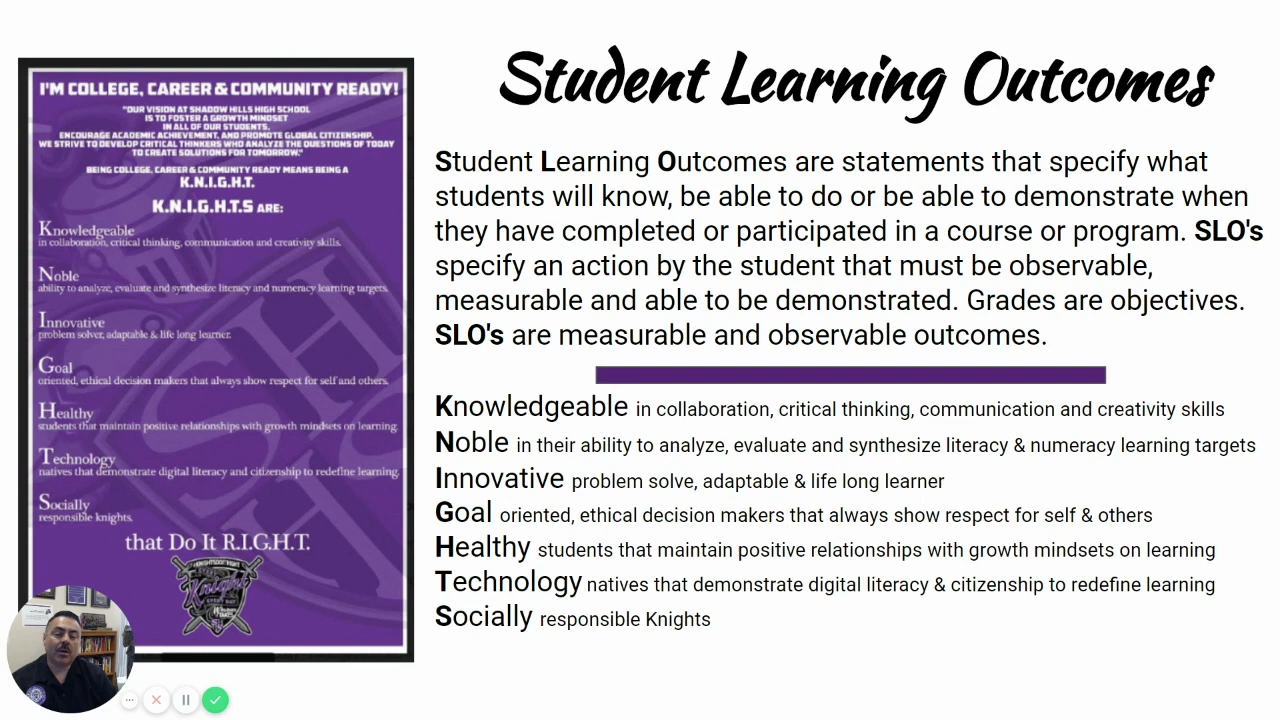 I'M COLLEGE, CAREER & COMMUNITY READY!
"OUR VISION AT SHADOW HILLS HIGH SCHOOL
IS TO FOSTER A GROWTH MINDSET
IN ALL OF OUR STUDENTS,
ENCOURAGE ACADEMIC ACHIEVEMENT, AND PROMOTE GLOBAL CITIZENSHIP.
WE STRIVE TO DEVELOP CRITICAL THINKERS WHO ANALYZE THE QUESTIONS OF TODAY
TO CREATE SOLUTIONS FOR TOMORROW."
BEING COLLEGE, CAREER & COMMUNITY READY MEANS BEING A
K.N.I.G.H.T.
K.N.I.G.H.T.S ARE:
Knowledgeable
in collaboration, critical thinking, communication and creativity skills.
Noble
ability to analyze, evaluate and synthesize literacy and numeracy learning targets.
Innovative
problem solver, adaptable & life long learner.
Goal
oriented, ethical decision makers that always show respect for self and others.
Healthy
students that maintain positive relationships with growth mindsets on learning.
Technology
natives that demonstrate digital literacy and citizenship to redefine learning.
Socially
responsible knights.
that Do It R.I.G.H.T.
Knight
Student Learning Outcomes
Student Learning Outcomes are statements that specify what
students will know, be able to do or be able to demonstrate when
they have completed or participated in a course or program. SLO's
specify an action by the student that must be observable,
measurable and able to be demonstrated. Grades are objectives.
SLO's are measurable and observable outcomes.
Knowledgeable in collaboration, critical thinking, communication and creativity skills
Noble in their ability to analyze, evaluate and synthesize literacy & numeracy learning targets
Innovative problem solve, adaptable & life long learner
Goal oriented, ethical decision makers that always show respect for self & others
Healthy students that maintain positive relationships with growth mindsets on learning
Technology natives that demonstrate digital literacy & citizenship to redefine learning
Socially responsible Knights